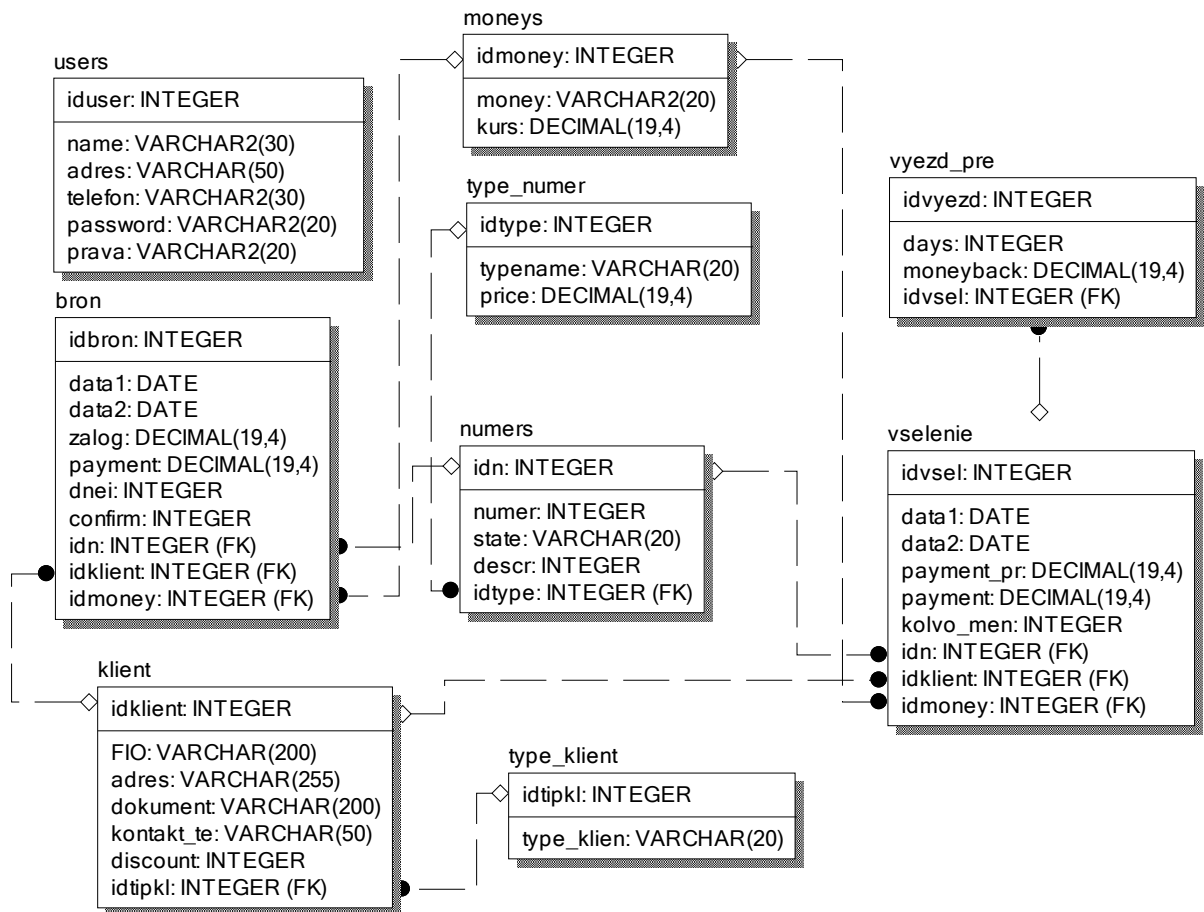 moneys
idmoney: INTEGER
money: VARCHAR2(20)
kurs: DECIMAL(19,4)
users
iduser: INTEGER
name: VARCHAR2(30)
adres: VARCHAR(50)
telefon: VARCHAR2(30)
password: VARCHAR2(20)
prava: VARCHAR2(20)
type_numer
idtype: INTEGER
typename: VARCHAR(20)
price: DECIMAL(19,4)
vyezd_pre
idvyezd: INTEGER
days: INTEGER
moneyback: DECIMAL(19,4)
idvsel: INTEGER (FK)
bron
idbron: INTEGER
data1: DATE
data2: DATE
zalog: DECIMAL(19,4)
payment: DECIMAL(19,4)
dnei: INTEGER
confirm: INTEGER
idn: INTEGER (FK)
idklient: INTEGER (FK)
idmoney: INTEGER (FK)
numers
idn: INTEGER
numer: INTEGER
state: VARCHAR(20)
descr: INTEGER
idtype: INTEGER (FK)
vselenie
idvsel: INTEGER
data1: DATE
data2: DATE
payment_pr: DECIMAL(19,4)
payment: DECIMAL(19,4)
kolvo_men: INTEGER
idn: INTEGER (FK)
idklient: INTEGER (FK)
idmoney: INTEGER (FK)
klient
idklient: INTEGER
FIO: VARCHAR(200)
adres: VARCHAR(255)
dokument: VARCHAR(200)
kontakt_te: VARCHAR(50)
discount: INTEGER
idtipkl: INTEGER (FK)
type_klient
idtipkl: INTEGER
type_klien: VARCHAR(20)